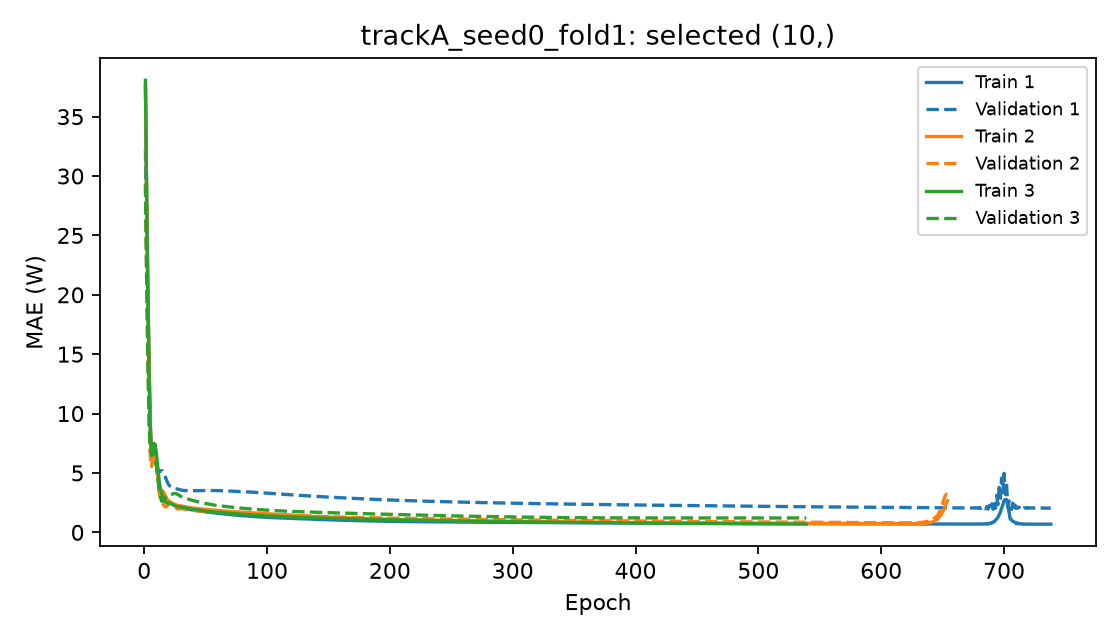 trackA_seed0_fold1: selected (10,)
Train 1
Validation 1
Train 2
Validation 2
Train 3
Validation 3
MAE (W)
35
30
25
20
15
10
5
0
0 100 200 300 400 500 600 700
Epoch